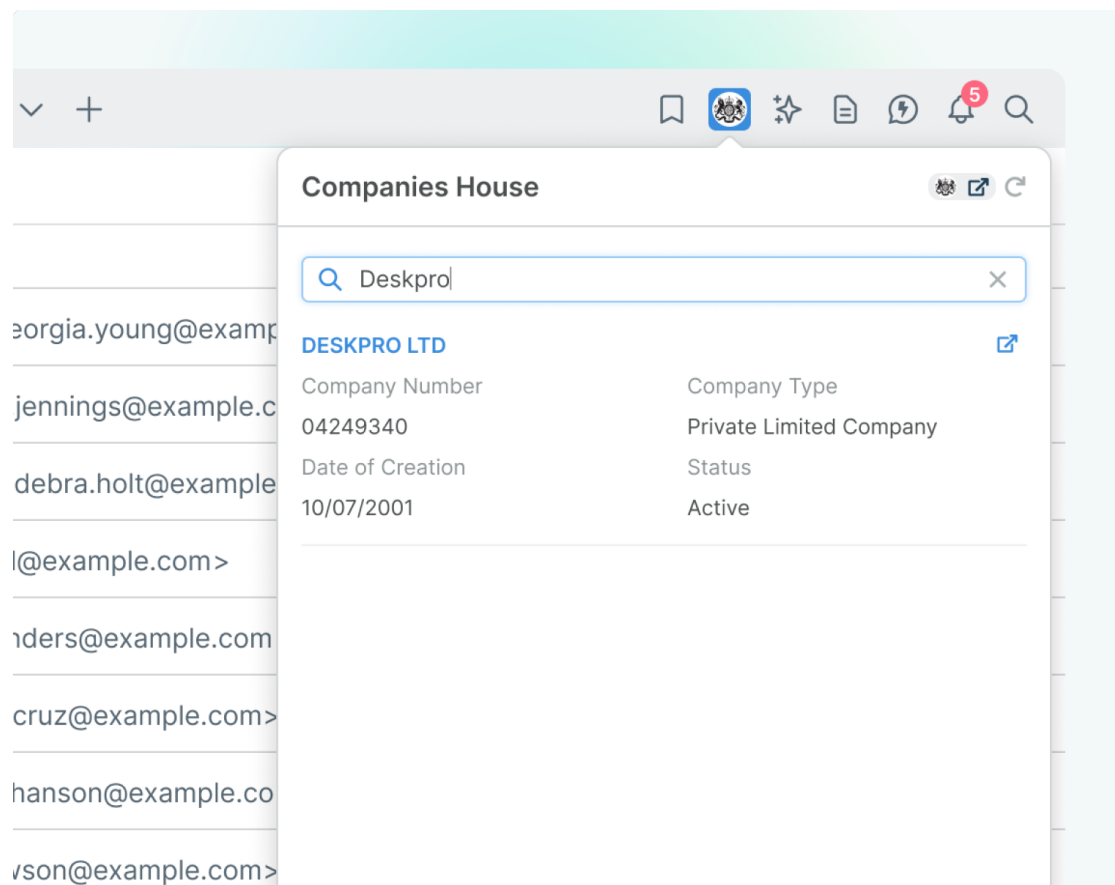 5
Companies House
Deskpro
DESKPRO LTD
Company Number Company Type
04249340 Private Limited Company
Date of Creation Status
10/07/2001 Active
eorgia.young@examp
jennings@example.c
debra.holt@example
@example.com>
nders@example.com
cruz@example.com>
hanson@example.co
wson@example.com>